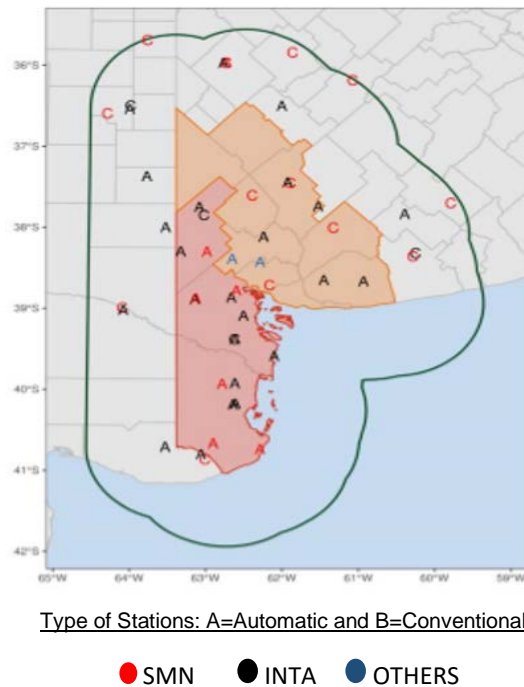 36°S
37°S
38°S
39°S
40°S
41°S
42°S
65°W 64°W 63°W 62°W 61°W 60°W 59°W
Type of Stations: A=Automatic and B=Conventional
SMN INTA OTHERS